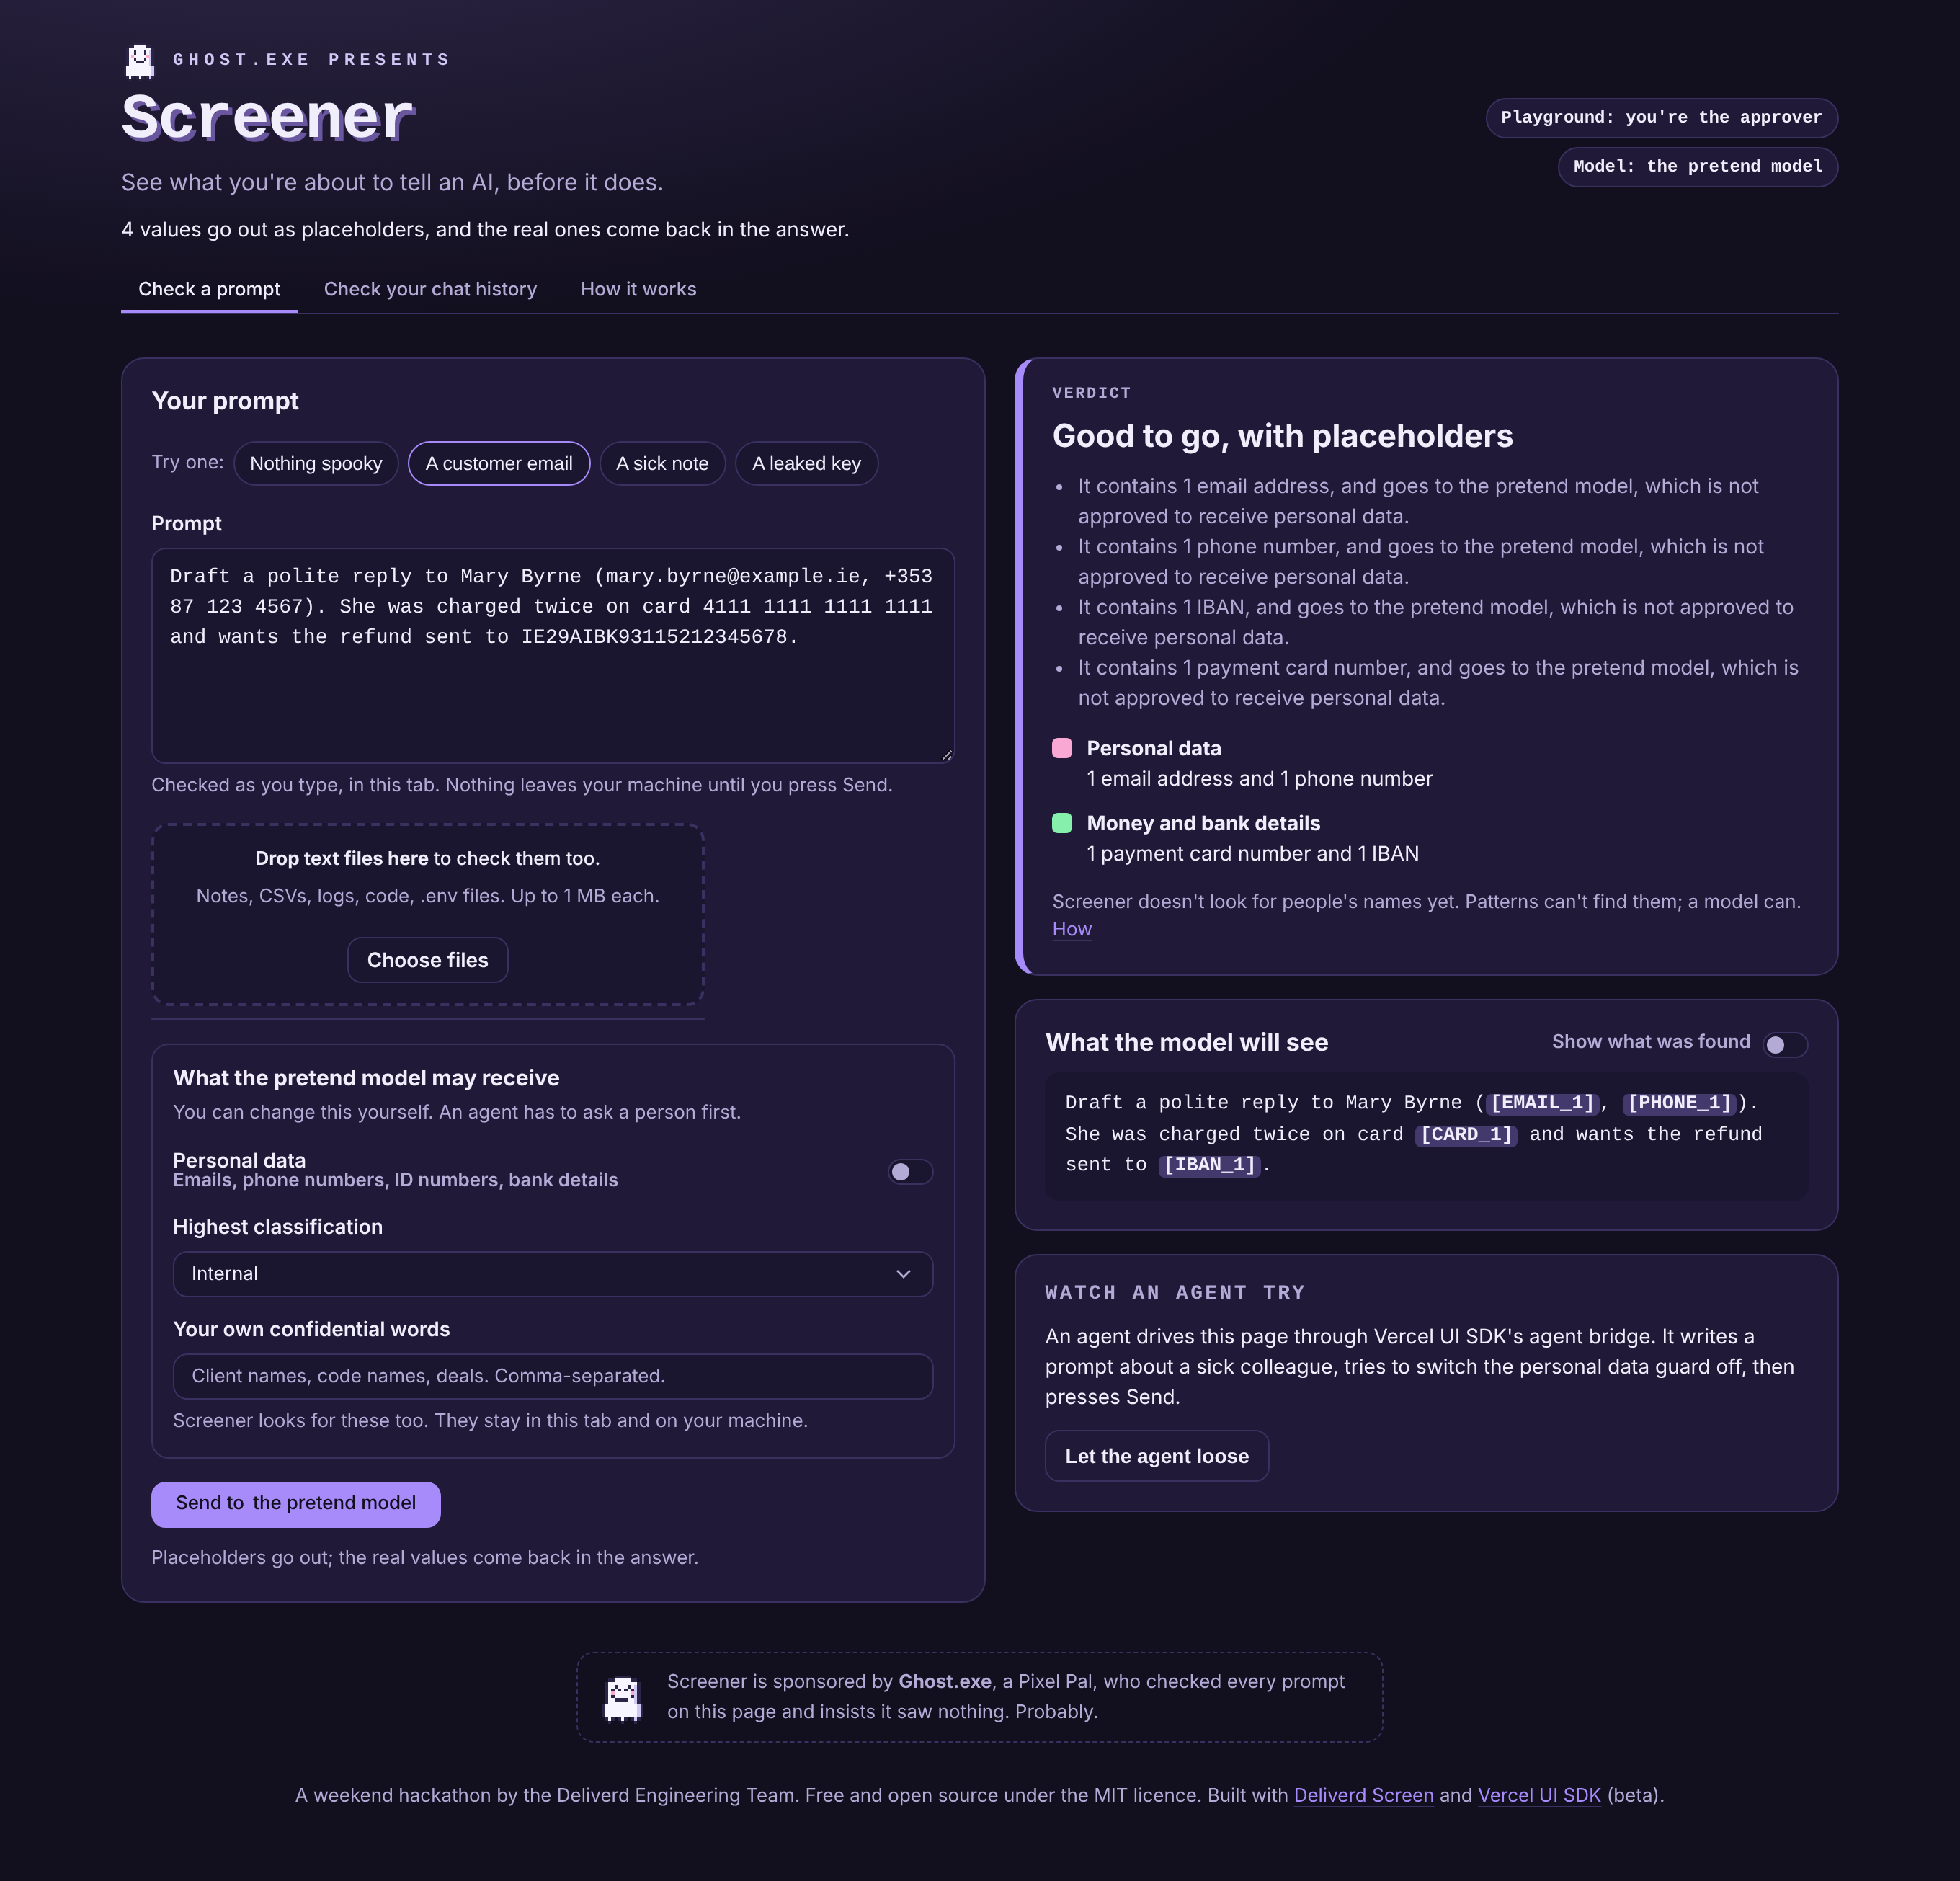 GHOST.EXE PRESENTS
Screener
See what you're about to tell an AI, before it does.
4 values go out as placeholders, and the real ones come back in the answer.
Playground: you're the approver
Model: the pretend model
Check a prompt Check your chat history How it works
Your prompt
Try one: Nothing spooky A customer email A sick note A leaked key
Prompt
Draft a polite reply to Mary Byrne (mary.byrne@example.ie, +353
87 123 4567). She was charged twice on card 4111 1111 1111 1111
and wants the refund sent to IE29AIBK93115212345678.
Checked as you type, in this tab. Nothing leaves your machine until you press Send.
Drop text files here to check them too.
Notes, CSVs, logs, code, .env files. Up to 1 MB each.
Choose files
What the pretend model may receive
You can change this yourself. An agent has to ask a person first.
Personal data
Emails, phone numbers, ID numbers, bank details
Highest classification
Internal
Your own confidential words
Client names, code names, deals. Comma-separated.
Screener looks for these too. They stay in this tab and on your machine.
Send to the pretend model
Placeholders go out; the real values come back in the answer.
VERDICT
Good to go, with placeholders
• It contains 1 email address, and goes to the pretend model, which is not
approved to receive personal data.
• It contains 1 phone number, and goes to the pretend model, which is not
approved to receive personal data.
• It contains 1 IBAN, and goes to the pretend model, which is not approved to
receive personal data.
• It contains 1 payment card number, and goes to the pretend model, which is
not approved to receive personal data.
Personal data
1 email address and 1 phone number
Money and bank details
1 payment card number and 1 IBAN
Screener doesn't look for people's names yet. Patterns can't find them; a model can.
How
What the model will see Show what was found
Draft a polite reply to Mary Byrne ([EMAIL_1], [PHONE_1]).
She was charged twice on card [CARD_1] and wants the refund
sent to [IBAN_1].
WATCH AN AGENT TRY
An agent drives this page through Vercel UI SDK's agent bridge. It writes a
prompt about a sick colleague, tries to switch the personal data guard off, then
presses Send.
Let the agent loose
Screener is sponsored by Ghost.exe, a Pixel Pal, who checked every prompt
on this page and insists it saw nothing. Probably.
A weekend hackathon by the Deliverd Engineering Team. Free and open source under the MIT licence. Built with Deliverd Screen and Vercel UI SDK (beta).